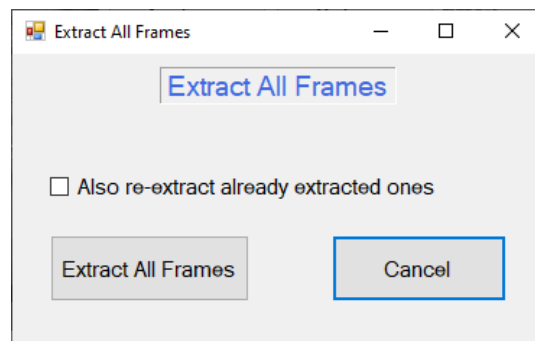 Extract All Frames
Extract All Frames
Also re-extract already extracted ones
Extract All Frames
Cancel